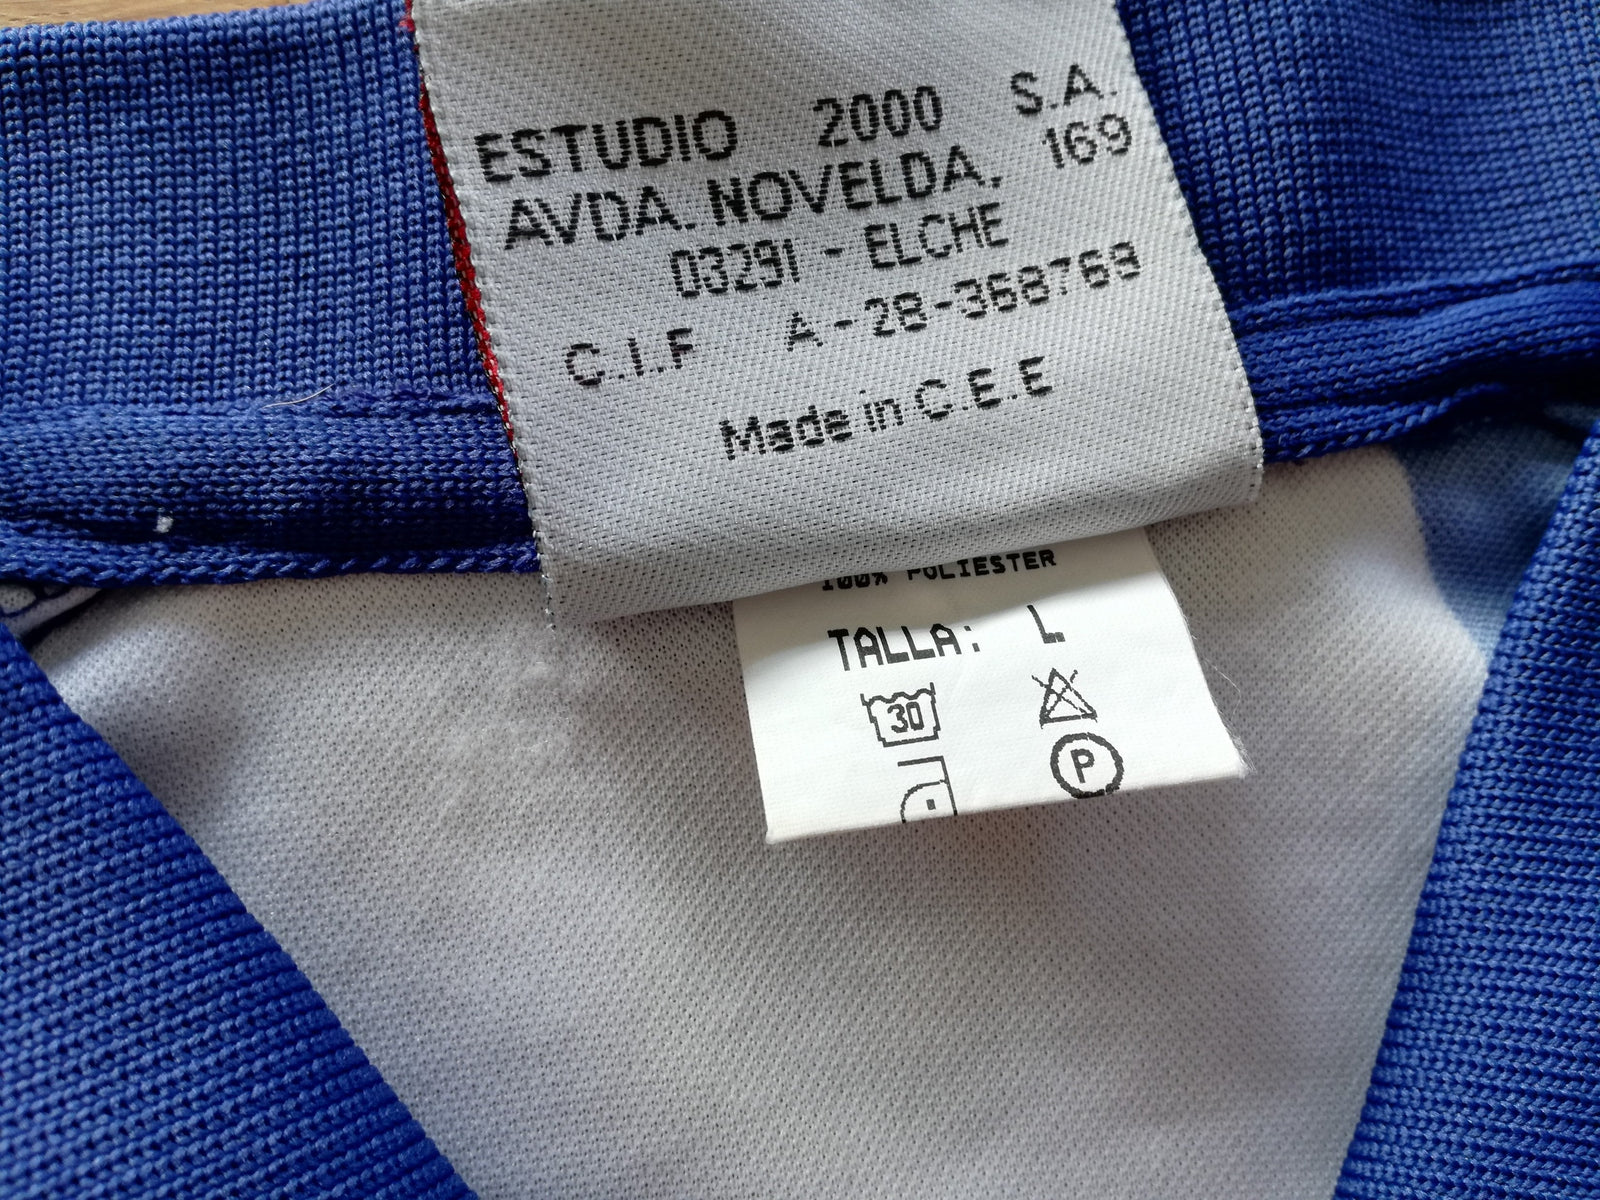 ESTUDIO 2000 S.A.
AVDA. NOVELDA, 169
03291 - ELCHE
C.I.F A-28-368769
Made in C.E.E
100% POLIESTER
TALLA: L
30
P